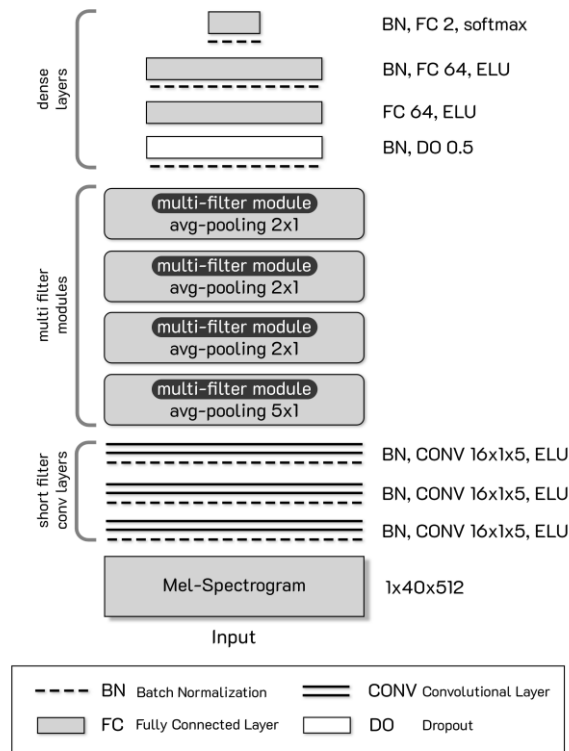 BN, FC 2, softmax
dense
layers
BN, FC 64, ELU
FC 64, ELU
BN, DO 0.5
multi filter
modules
multi-filter module
avg-pooling 2x1
multi-filter module
avg-pooling 2x1
multi-filter module
avg-pooling 2x1
multi-filter module
avg-pooling 5x1
short filter
conv layers
BN, CONV 16x1x5, ELU
BN, CONV 16x1x5, ELU
BN, CONV 16x1x5, ELU
Mel-Spectrogram
1x40x512
Input
BN Batch Normalization
CONV Convolutional Layer
FC Fully Connected Layer
DO Dropout